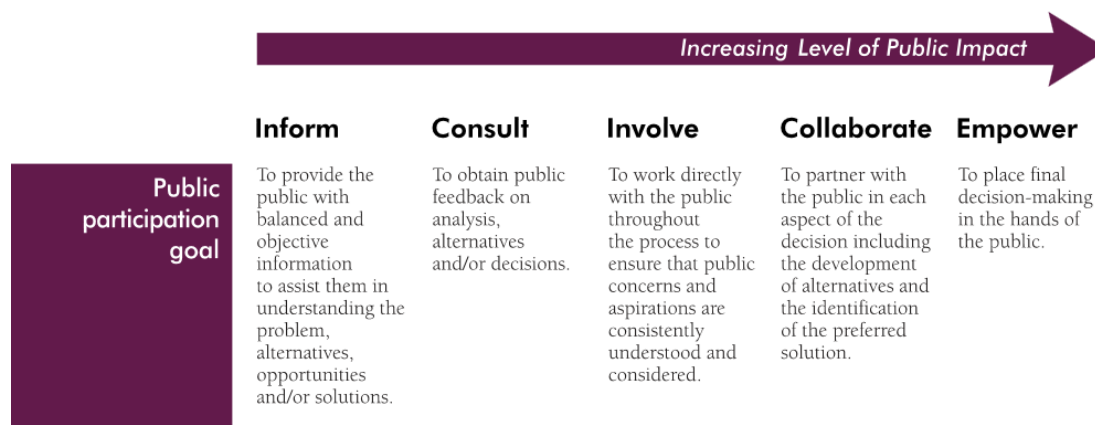 Increasing Level of Public Impact
Inform
Consult
Involve
Collaborate
Empower
Public
participation
goal
To provide the
public with
balanced and
objective
information
to assist them in
understanding the
problem,
alternatives,
opportunities
and/or solutions.
To obtain public
feedback on
analysis,
alternatives
and/or decisions.
To work directly
with the public
throughout
the process to
ensure that public
concerns and
aspirations are
consistently
understood and
considered.
To partner with
the public in each
aspect of the
decision including
the development
of alternatives and
the identification
of the preferred
solution.
To place final
decision-making
in the hands of
the public.